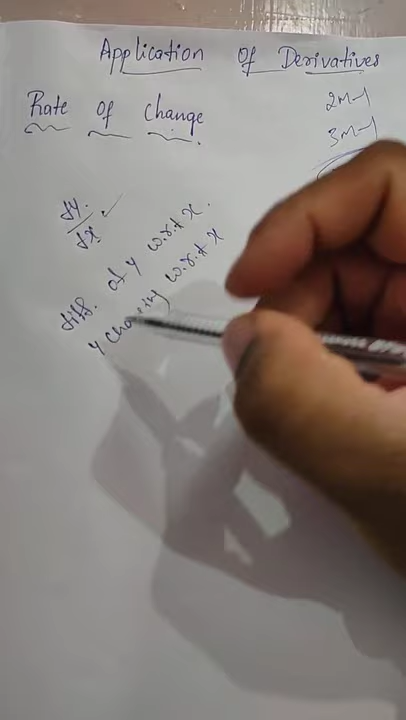 Application Of Derivatives
Rate Of Change
2M-1
3M-1
dy
dx
diff. of y w.r.t x.
y changing w.r.t x